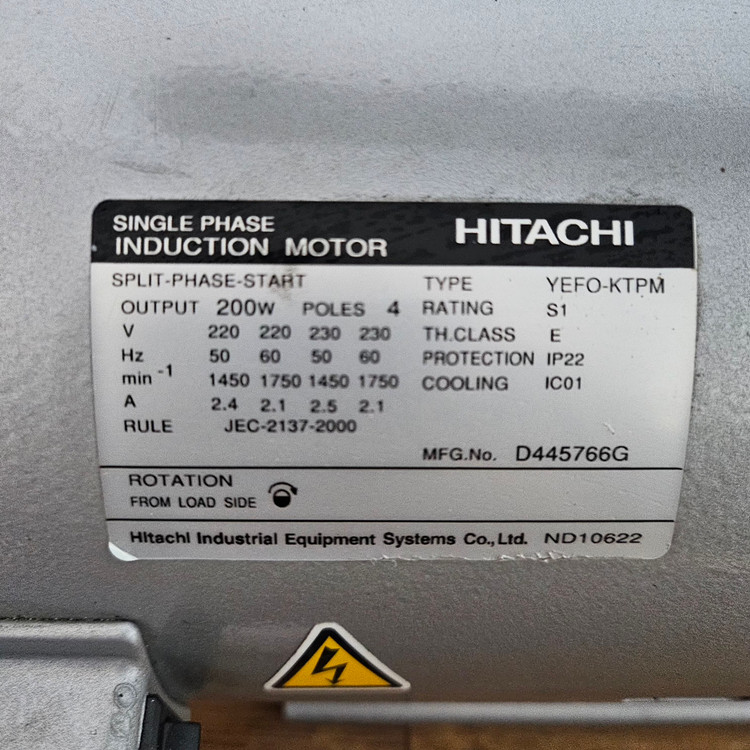 SINGLE PHASE
INDUCTION MOTOR
HITACHI
SPLIT-PHASE-START TYPE YEFO-KTPM
OUTPUT 200W POLES 4 RATING S1
V 220 220 230 230 TH.CLASS E
Hz 50 60 50 60 PROTECTION IP22
min -1 1450 1750 1450 1750 COOLING IC01
A 2.4 2.1 2.5 2.1
RULE JEC-2137-2000
MFG.No. D445766G
ROTATION
FROM LOAD SIDE
Hitachi Industrial Equipment Systems Co.,Ltd. ND10622